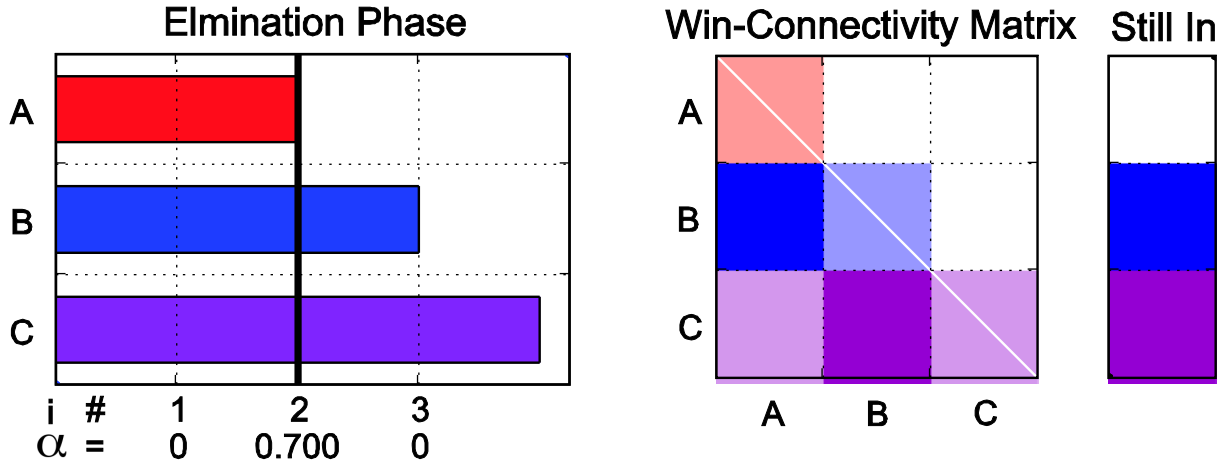 Elmination Phase
Win-Connectivity Matrix
Still In
A
B
C
i # 1 2 3
α = 0 0.700 0
A
B
C
A B C